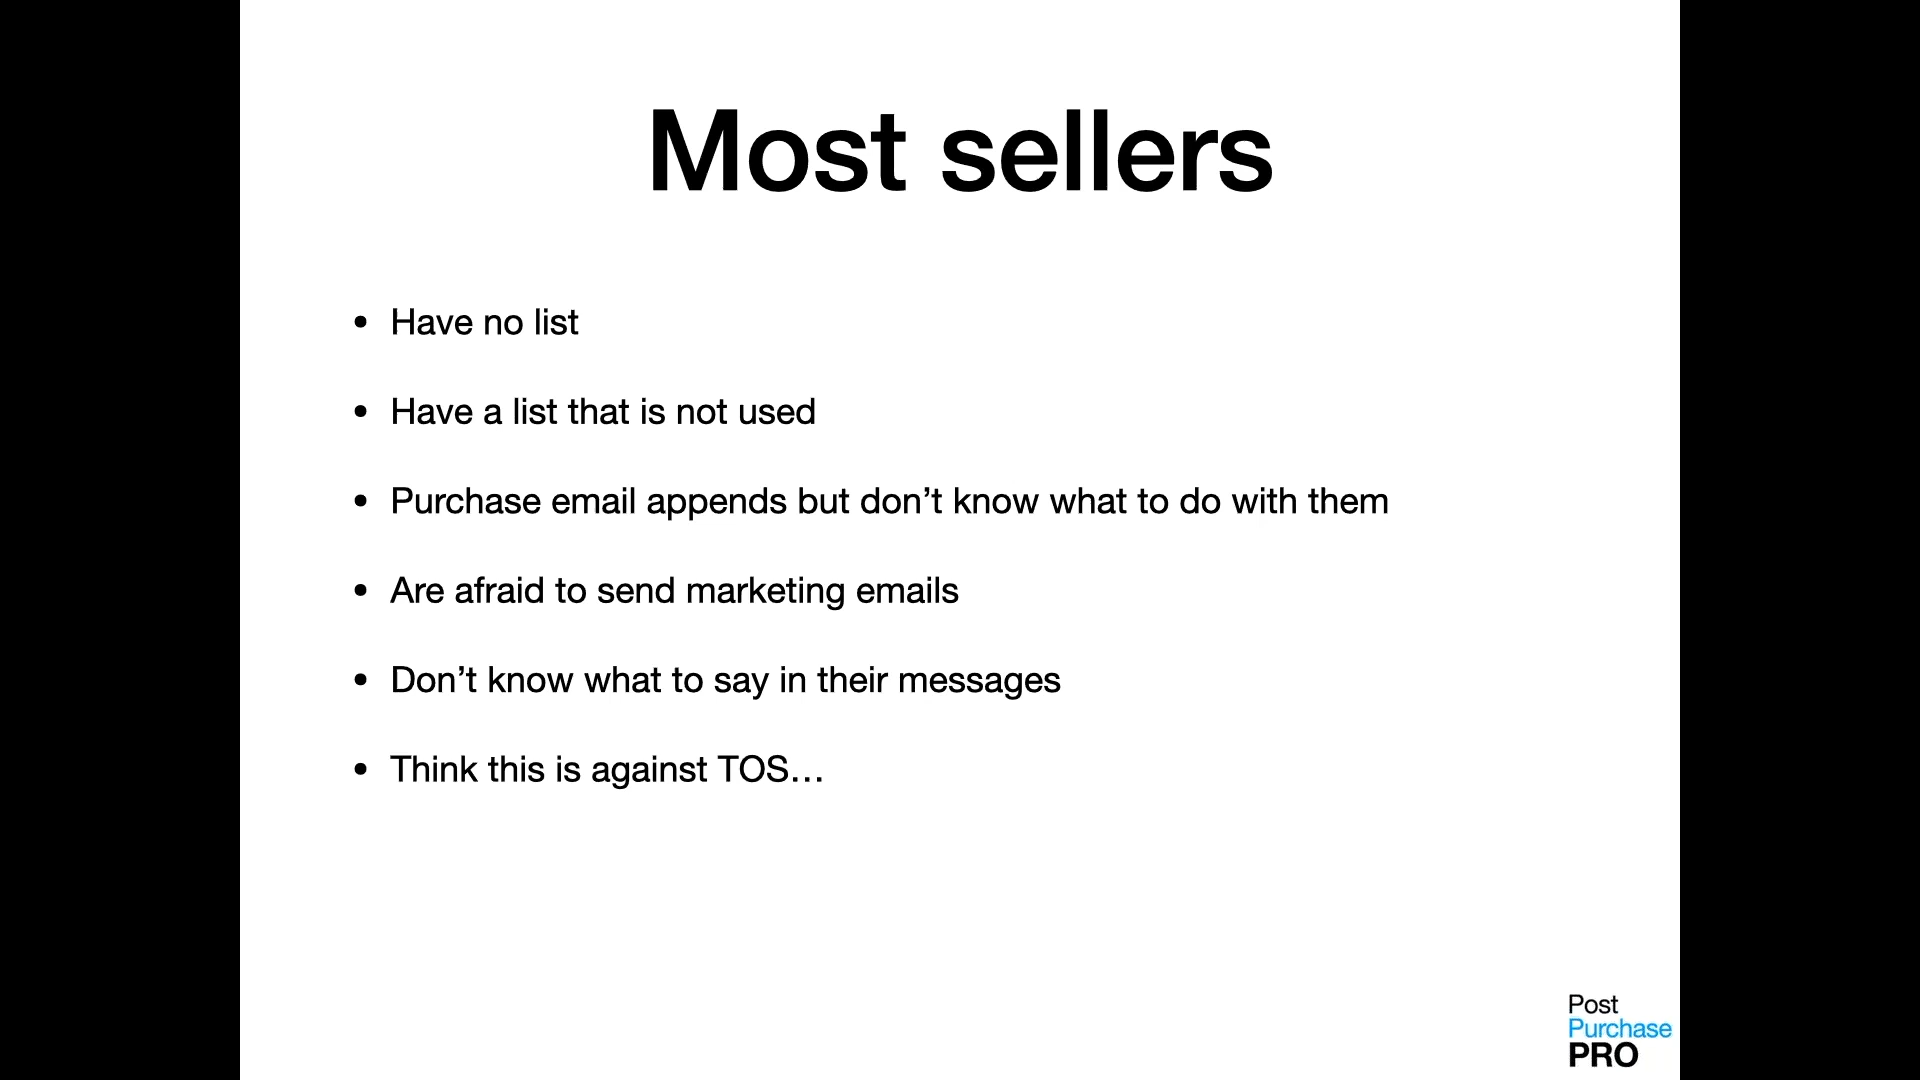 Most sellers
• Have no list
• Have a list that is not used
• Purchase email appends but don’t know what to do with them
• Are afraid to send marketing emails
• Don’t know what to say in their messages
• Think this is against TOS…
Post
Purchase
PRO